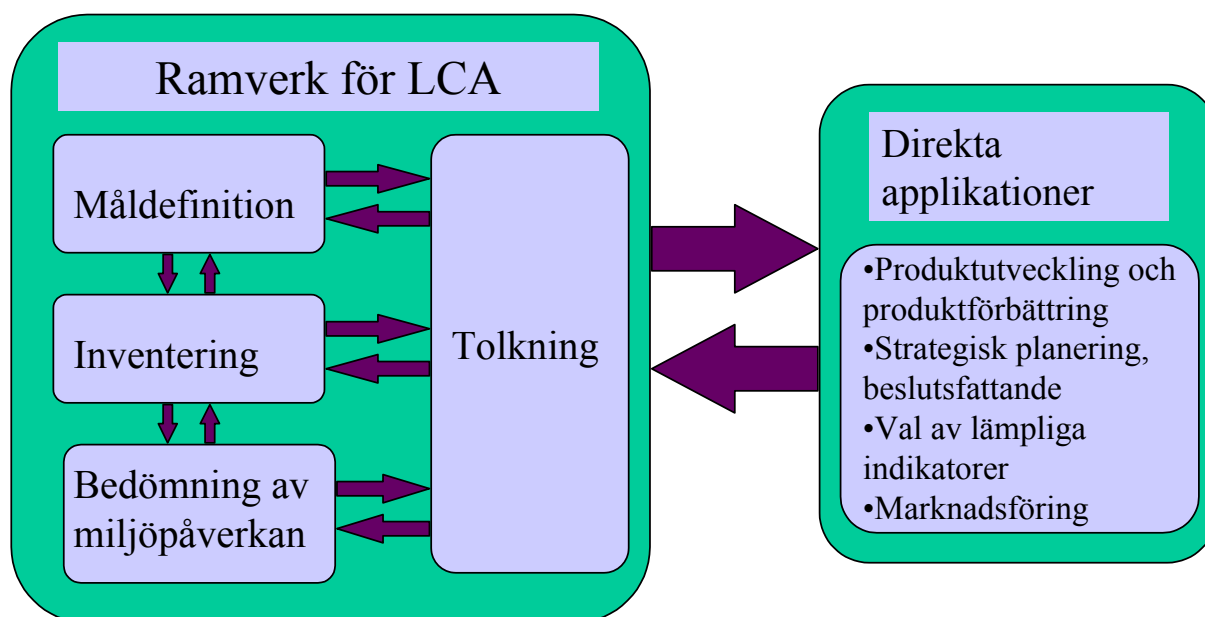 Ramverk för LCA
Måldefinition
Inventering
Bedömning av
miljöpåverkan
Tolkning
Direkta
applikationer
•Produktutveckling och
produktförbättring
•Strategisk planering,
beslutsfattande
•Val av lämpliga
indikatorer
•Marknadsföring